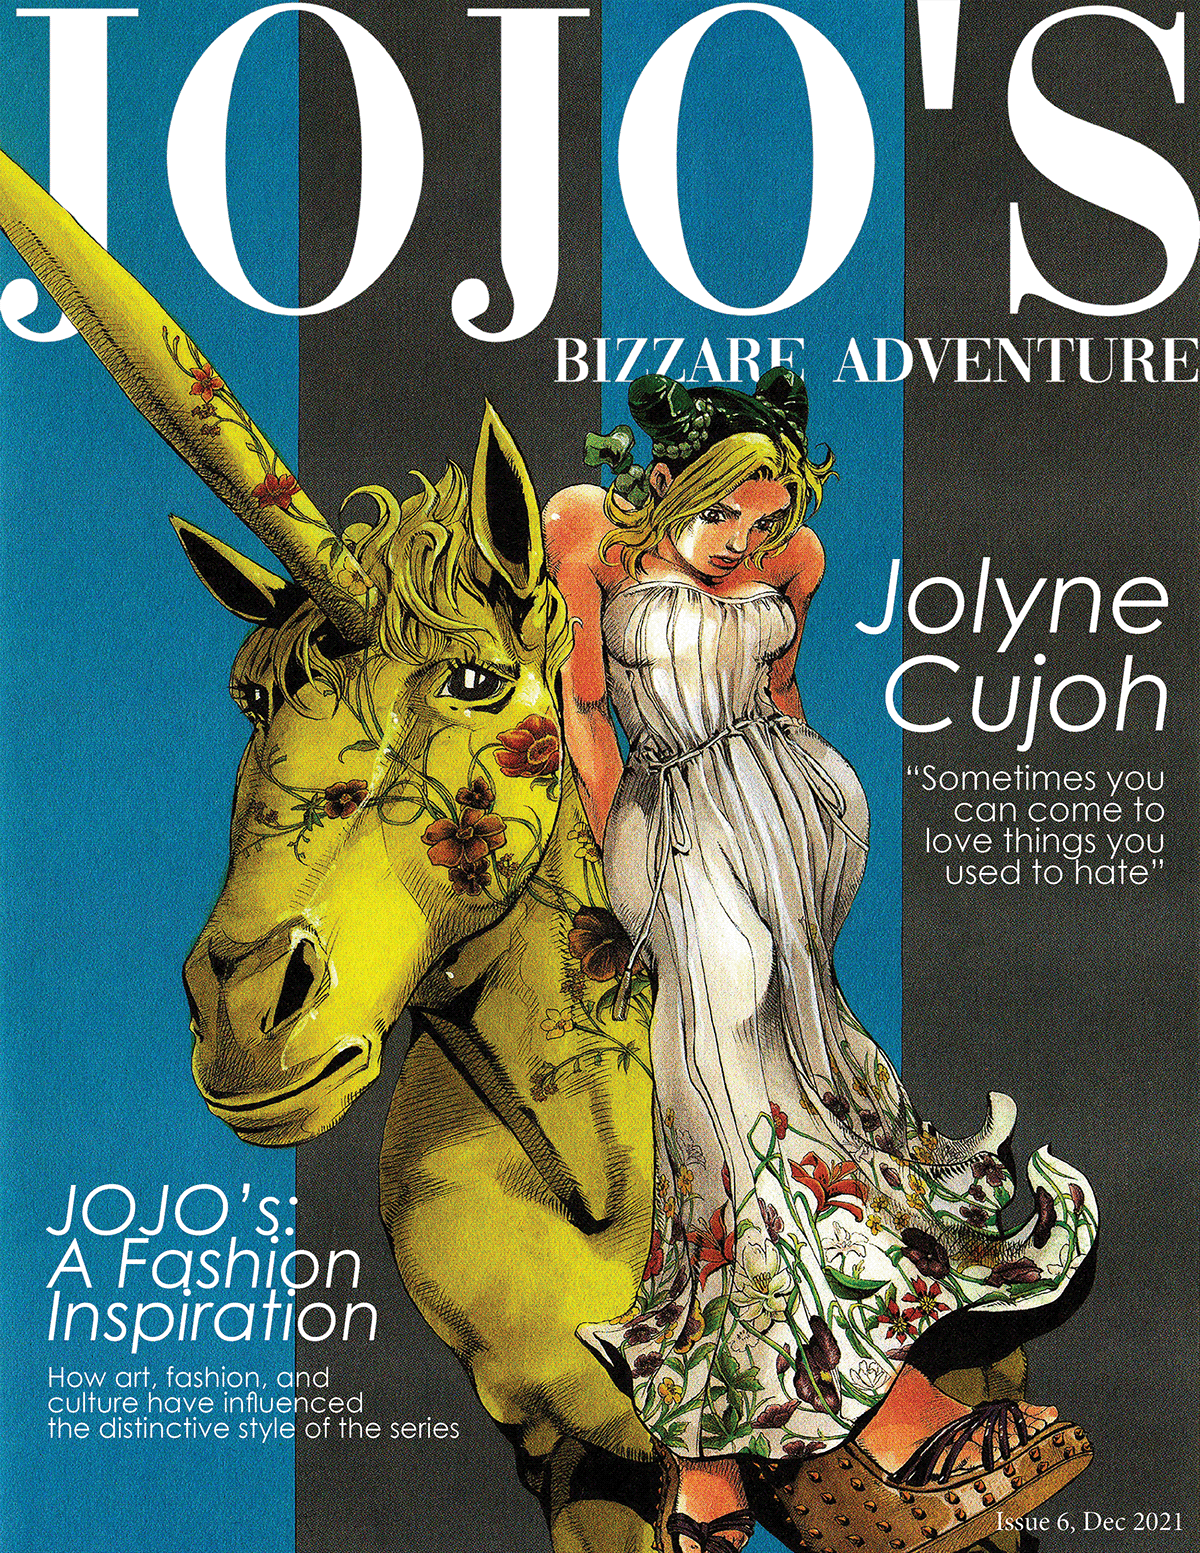 JOJO'S
BIZZARE ADVENTURE
Jolyne
Cujoh
“Sometimes you
can come to
love things you
used to hate”
JOJO’s:
A Fashion
Inspiration
How art, fashion, and
culture have influenced
the distinctive style of the series
Issue 6, Dec 2021